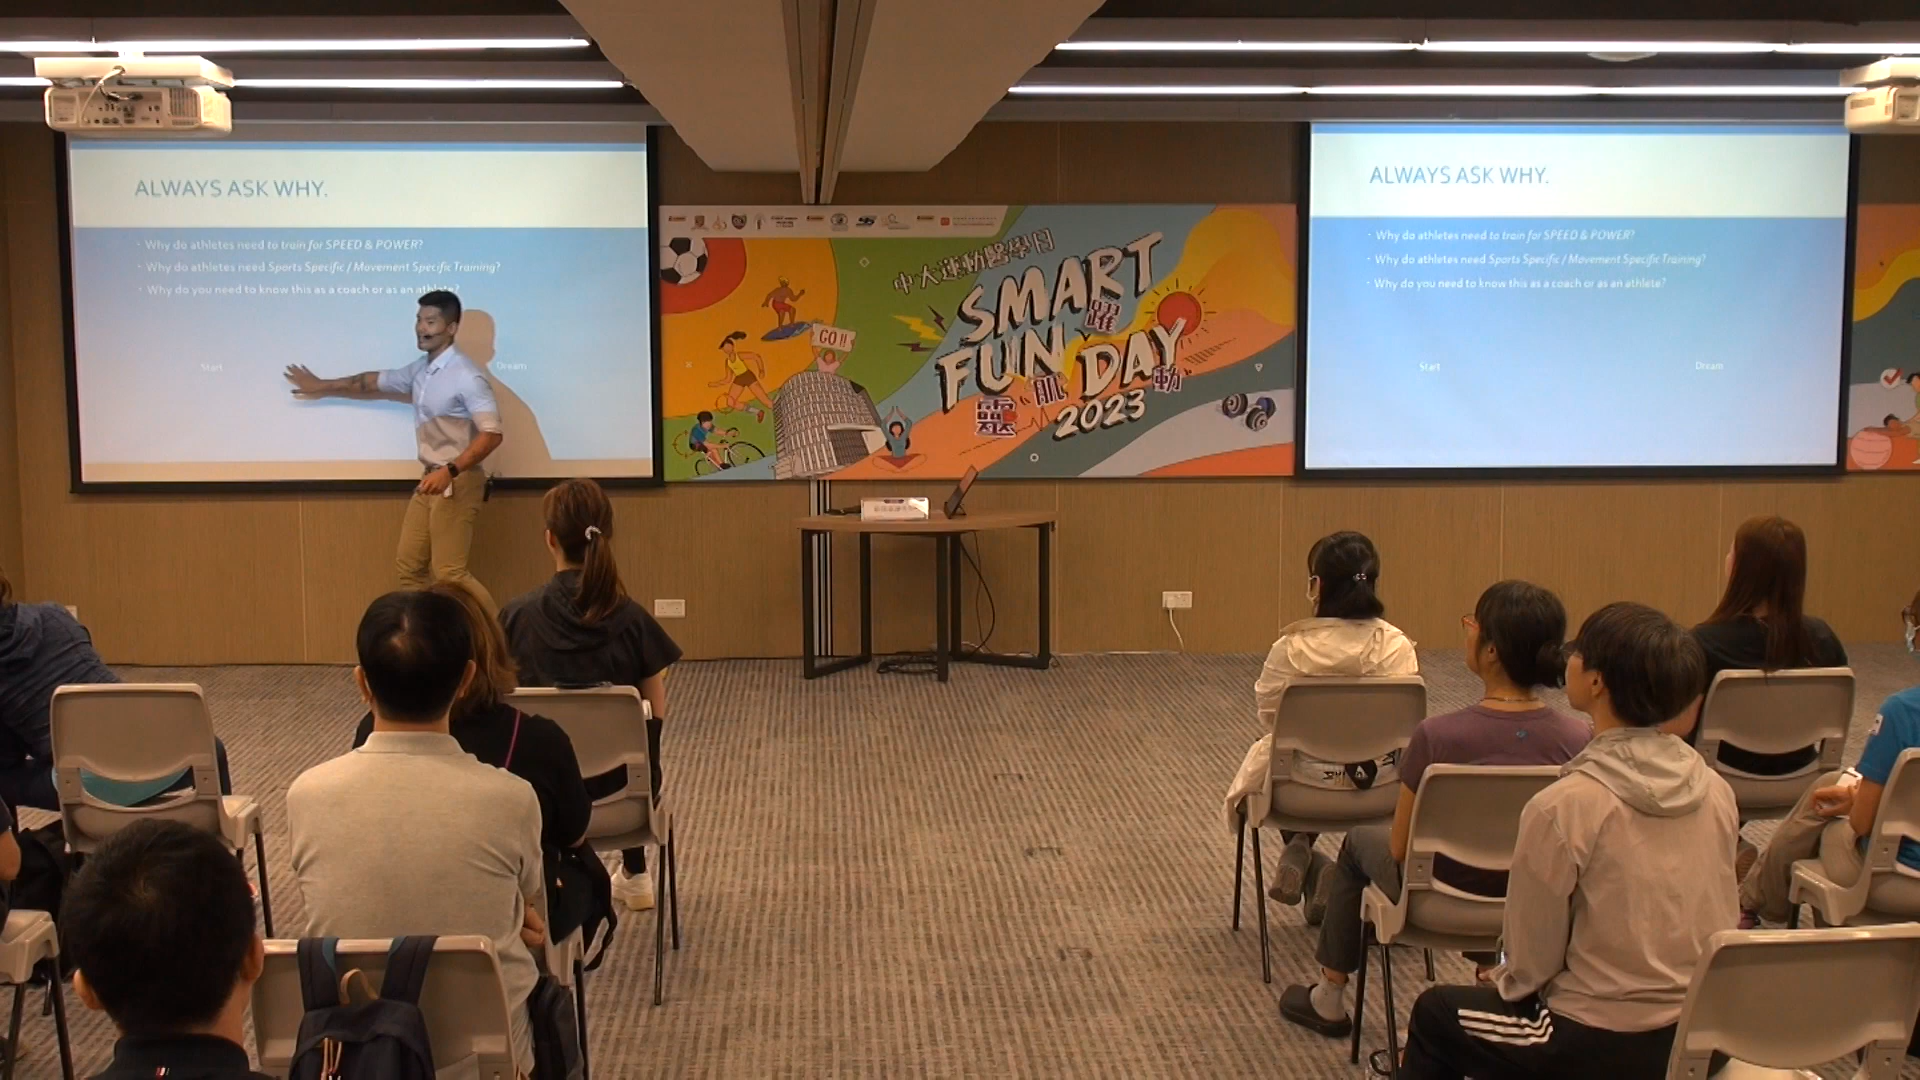 ALWAYS ASK WHY.
Why do athletes need to train for SPEED & POWER?
Why do athletes need Sports Specific / Movement Specific Training?
Why do you need to know this as a coach or as an athlete?
Start
Dream
中大運動醫學日
SMART
躍
FUN DAY
靈 肌 動
2023
GO !!
ALWAYS ASK WHY.
Why do athletes need to train for SPEED & POWER?
Why do athletes need Sports Specific / Movement Specific Training?
Why do you need to know this as a coach or as an athlete?
Start
Dream